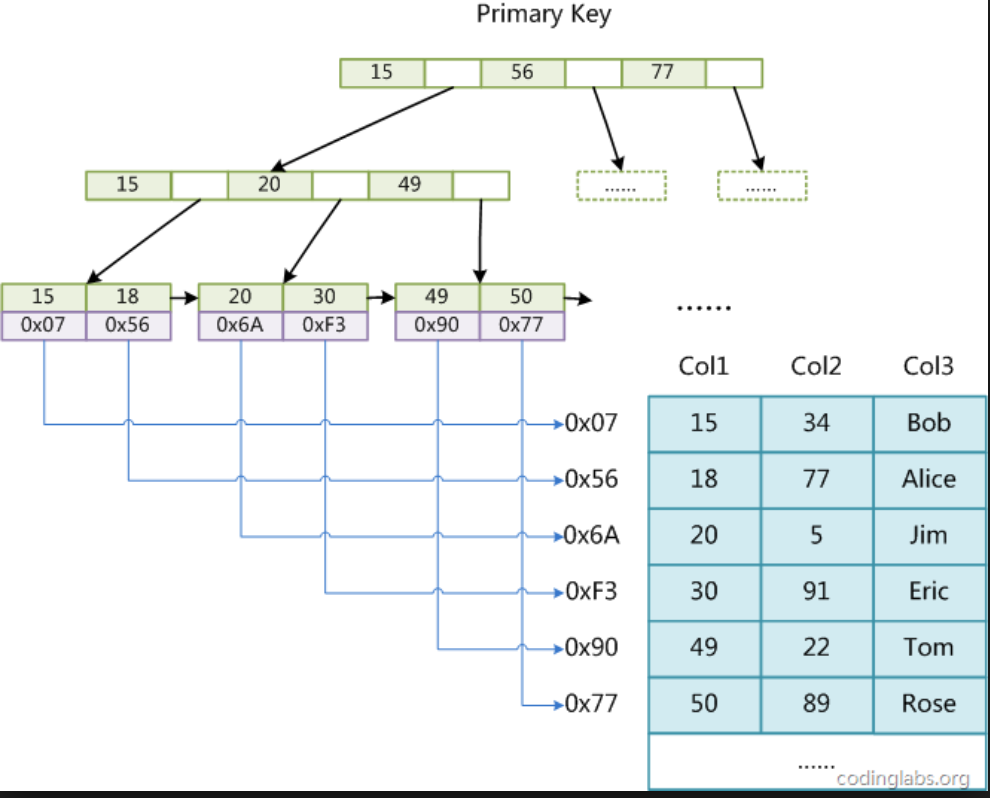 Primary Key
15 56 77
15 20 49
...... ......
15 18 20 30 49 50
0x07 0x56 0x6A 0xF3 0x90 0x77
......
Col1 Col2 Col3
0x07 15 34 Bob
0x56 18 77 Alice
0x6A 20 5 Jim
0xF3 30 91 Eric
0x90 49 22 Tom
0x77 50 89 Rose
......
codinglabs.org